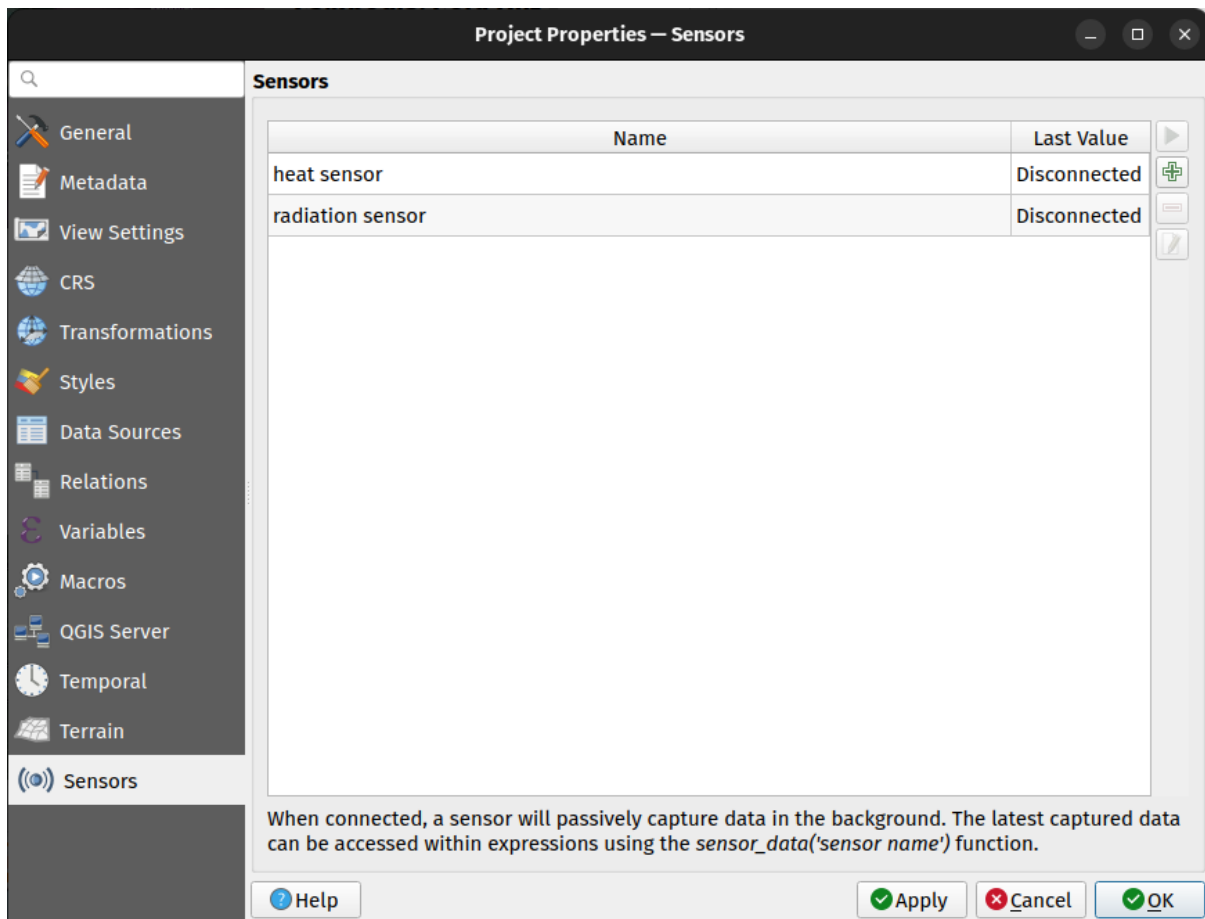 Project Properties — Sensors
Sensors
General
Metadata
View Settings
CRS
Transformations
Styles
Data Sources
Relations
Variables
Macros
QGIS Server
Temporal
Terrain
Sensors
Name Last Value
heat sensor Disconnected
radiation sensor Disconnected
When connected, a sensor will passively capture data in the background. The latest captured data
can be accessed within expressions using the sensor_data('sensor name') function.
Help Apply Cancel OK